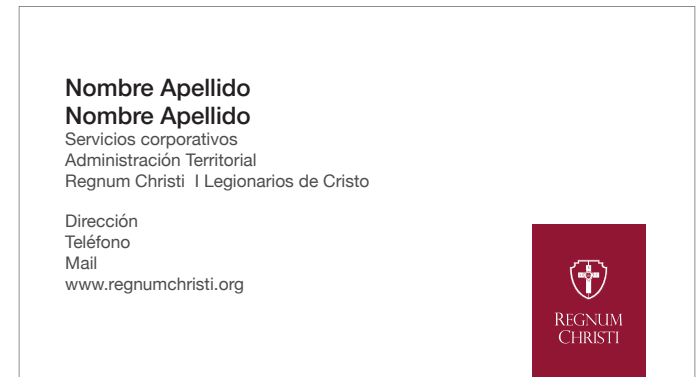 Nombre Apellido
Nombre Apellido
Servicios corporativos
Administración Territorial
Regnum Christi I Legionarios de Cristo
Dirección
Teléfono
Mail
www.regnumchristi.org
REGNUM
CHRISTI